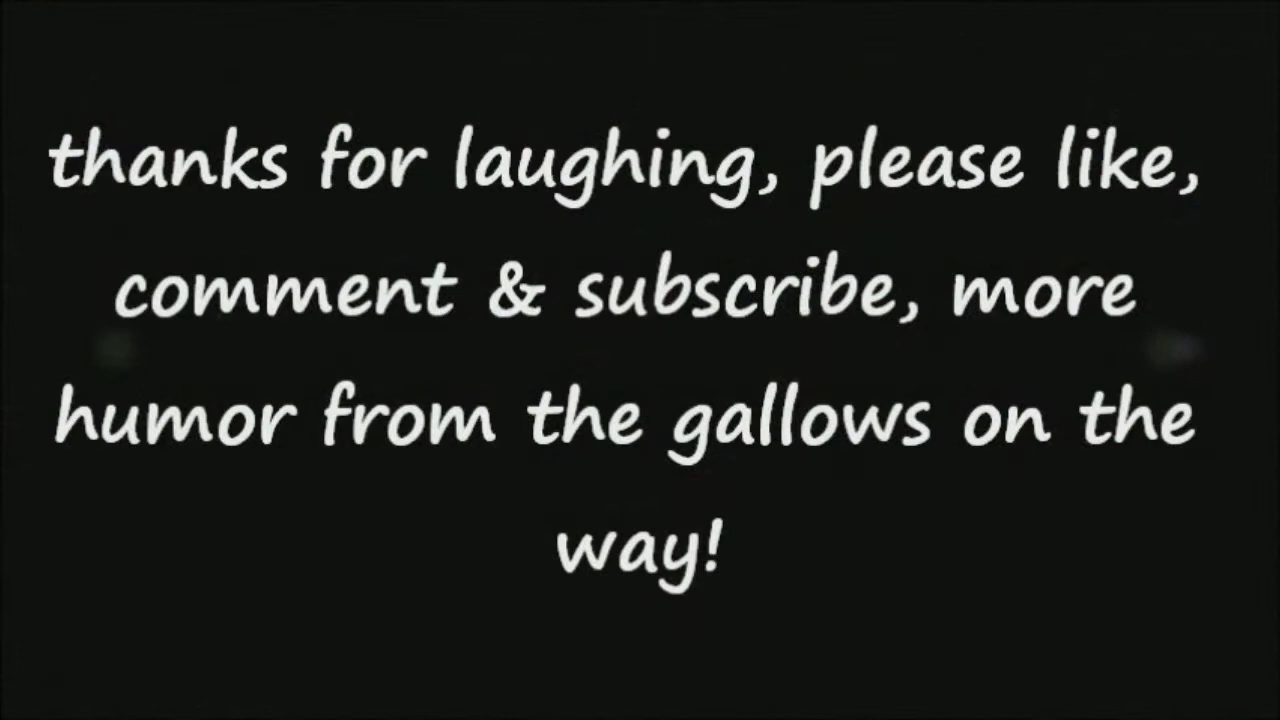 thanks for laughing, please like,
comment & subscribe, more
humor from the gallows on the
way!